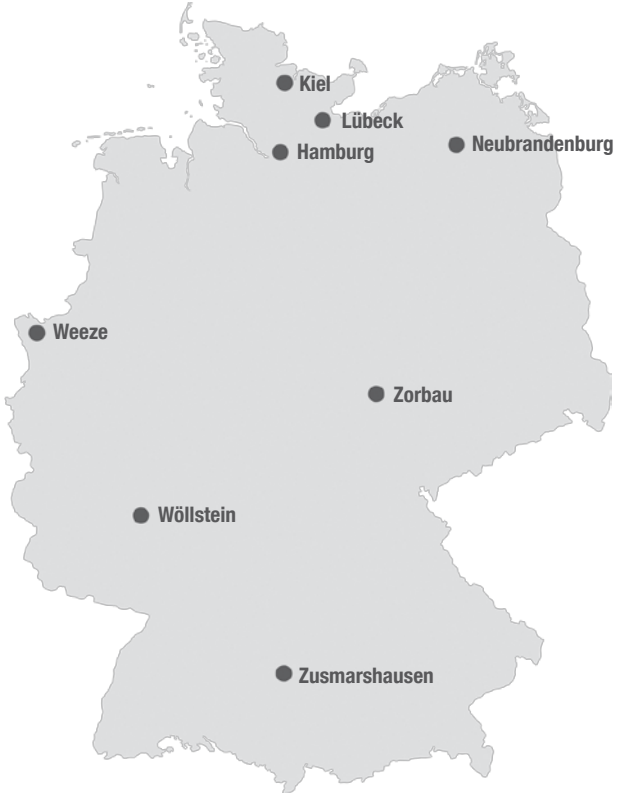 Kiel
Lübeck
Neubrandenburg
Hamburg
Weeze
Zorbau
Wöllstein
Zusmarshausen